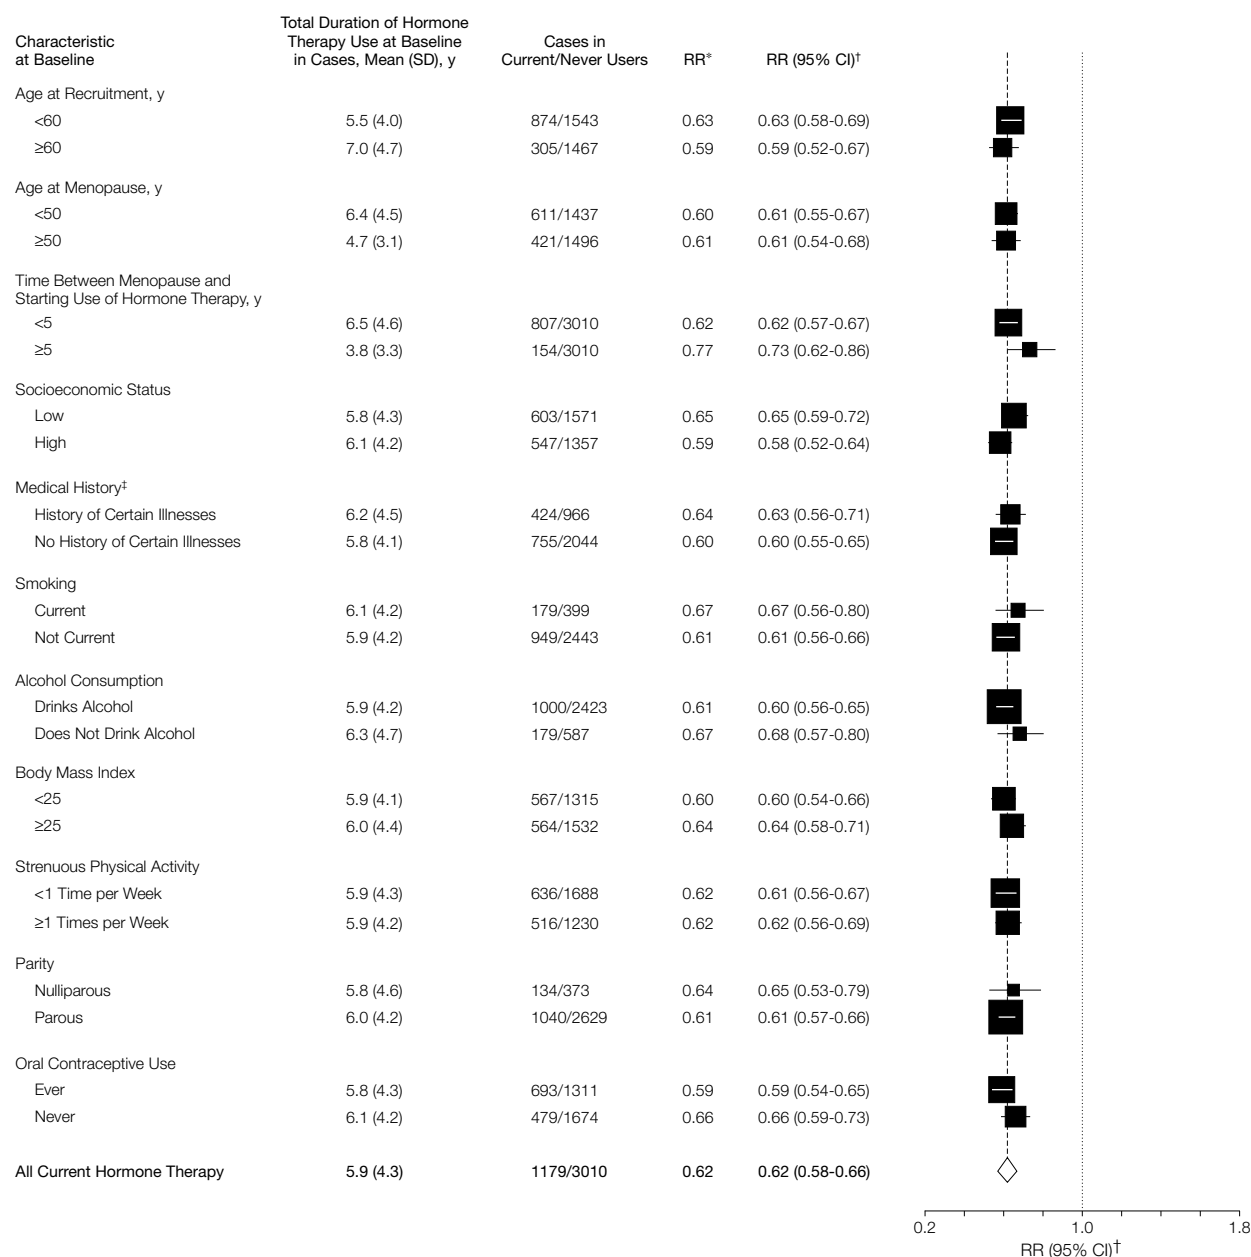 Total Duration of Hormone
Characteristic Therapy Use at Baseline Cases in
at Baseline in Cases, Mean (SD), y Current/Never Users RR* RR (95% CI)†
Age at Recruitment, y
<60 5.5 (4.0) 874/1543 0.63 0.63 (0.58-0.69)
≥60 7.0 (4.7) 305/1467 0.59 0.59 (0.52-0.67)
Age at Menopause, y
<50 6.4 (4.5) 611/1437 0.60 0.61 (0.55-0.67)
≥50 4.7 (3.1) 421/1496 0.61 0.61 (0.54-0.68)
Time Between Menopause and
Starting Use of Hormone Therapy, y
<5 6.5 (4.6) 807/3010 0.62 0.62 (0.57-0.67)
≥5 3.8 (3.3) 154/3010 0.77 0.73 (0.62-0.86)
Socioeconomic Status
Low 5.8 (4.3) 603/1571 0.65 0.65 (0.59-0.72)
High 6.1 (4.2) 547/1357 0.59 0.58 (0.52-0.64)
Medical History‡
History of Certain Illnesses 6.2 (4.5) 424/966 0.64 0.63 (0.56-0.71)
No History of Certain Illnesses 5.8 (4.1) 755/2044 0.60 0.60 (0.55-0.65)
Smoking
Current 6.1 (4.2) 179/399 0.67 0.67 (0.56-0.80)
Not Current 5.9 (4.2) 949/2443 0.61 0.61 (0.56-0.66)
Alcohol Consumption
Drinks Alcohol 5.9 (4.2) 1000/2423 0.61 0.60 (0.56-0.65)
Does Not Drink Alcohol 6.3 (4.7) 179/587 0.67 0.68 (0.57-0.80)
Body Mass Index
<25 5.9 (4.1) 567/1315 0.60 0.60 (0.54-0.66)
≥25 6.0 (4.4) 564/1532 0.64 0.64 (0.58-0.71)
Strenuous Physical Activity
<1 Time per Week 5.9 (4.3) 636/1688 0.62 0.61 (0.56-0.67)
≥1 Times per Week 5.9 (4.2) 516/1230 0.62 0.62 (0.56-0.69)
Parity
Nulliparous 5.8 (4.6) 134/373 0.64 0.65 (0.53-0.79)
Parous 6.0 (4.2) 1040/2629 0.61 0.61 (0.57-0.66)
Oral Contraceptive Use
Ever 5.8 (4.3) 693/1311 0.59 0.59 (0.54-0.65)
Never 6.1 (4.2) 479/1674 0.66 0.66 (0.59-0.73)
All Current Hormone Therapy 5.9 (4.3) 1179/3010 0.62 0.62 (0.58-0.66)
0.2 1.0 1.8
RR (95% CI)†